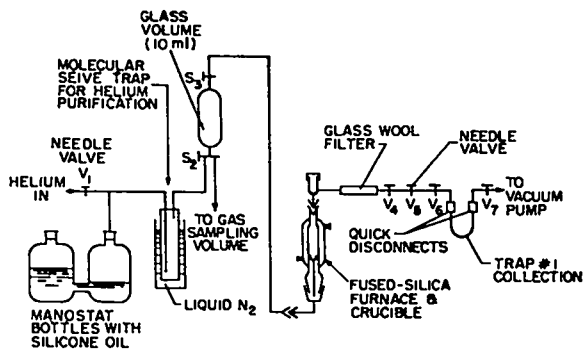 GLASS
VOLUME
(10 ml)
MOLECULAR
SEIVE TRAP
FOR HELIUM
PURIFICATION
S3
NEEDLE
VALVE
V1
S2
HELIUM
IN
TO GAS
SAMPLING
VOLUME
LIQUID N2
MANOSTAT
BOTTLES WITH
SILICONE OIL
GLASS WOOL
FILTER
NEEDLE
VALVE
V4
V5
V6
V7
TO
VACUUM
PUMP
QUICK
DISCONNECTS
TRAP #1
COLLECTION
FUSED-SILICA
FURNACE &
CRUCIBLE